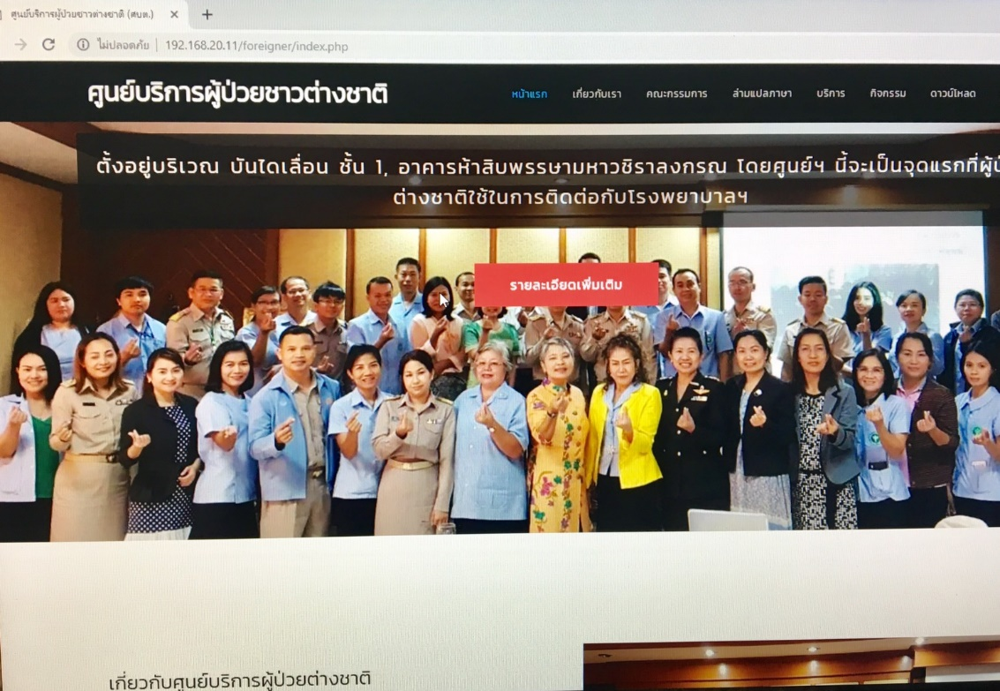 ศูนย์บริการผู้ป่วยชาวต่างชาติ (ศบต.)
ไม่ปลอดภัย
192.168.20.11/foreigner/index.php
ศูนย์บริการผู้ป่วยชาวต่างชาติ
หน้าแรก เกี่ยวกับเรา คณะกรรมการ ล่ามแปลภาษา บริการ กิจกรรม ดาวน์โหลด
ตั้งอยู่บริเวณ บันไดเลื่อน ชั้น 1, อาคารห้าสิบพรรษามหาวชิราลงกรณ โดยศูนย์ฯ นี้จะเป็นจุดแรกที่
ต่างชาติใช้ในการติดต่อกับโรงพยาบาลฯ
รายละเอียดเพิ่มเติม
เกี่ยวกับศูนย์บริการผู้ป่วยต่างชาติ